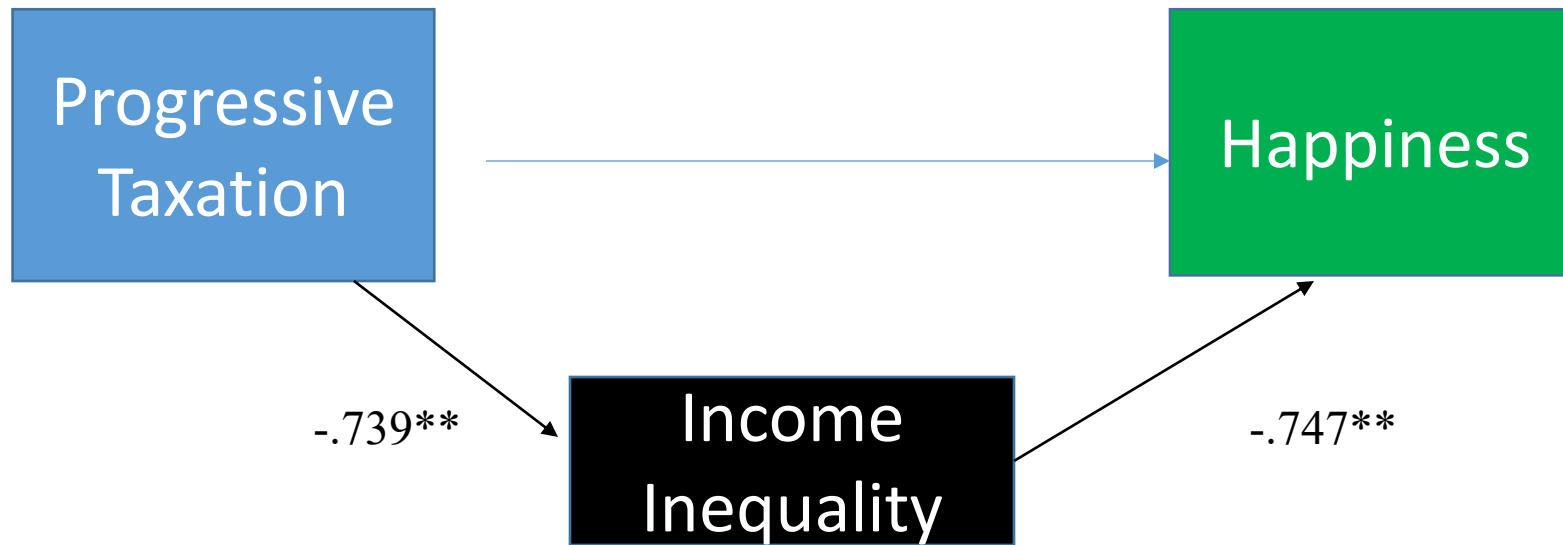 Progressive
Taxation
Happiness
-.739**
Income
Inequality
-.747**